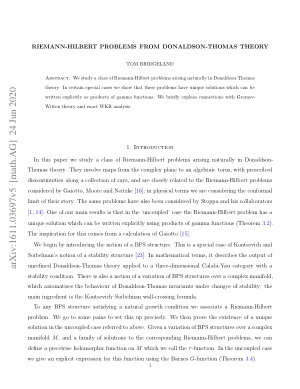 RIEMANN-HILBERT PROBLEMS FROM DONALDSON-THOMAS THEORY
TOM BRIDGELAND
Abstract. We study a class of Riemann-Hilbert problems arising naturally in Donaldson-Thomas
theory. In certain special cases we show that these problems have unique solutions which can be
written explicitly as products of gamma functions. We briefly explain connections with Gromov-
Witten theory and exact WKB analysis.
1. Introduction
In this paper we study a class of Riemann-Hilbert problems arising naturally in Donaldson-
Thomas theory. They involve maps from the complex plane to an algebraic torus, with prescribed
discontinuities along a collection of rays, and are closely related to the Riemann-Hilbert problems
considered by Gaiotto, Moore and Neitzke [16]; in physical terms we are considering the conformal
limit of their story. The same problems have also been considered by Stoppa and his collaborators
[1, 14]. One of our main results is that in the 'uncoupled' case the Riemann-Hilbert problem has a
unique solution which can be written explicitly using products of gamma functions (Theorem 3.2).
The inspiration for this comes from a calculation of Gaiotto [15].
We begin by introducing the notion of a BPS structure. This is a special case of Kontsevich and
Soibelman's notion of a stability structure [23]. In mathematical terms, it describes the output of
unrefined Donaldson-Thomas theory applied to a three-dimensional Calabi-Yau category with a
stability condition. There is also a notion of a variation of BPS structures over a complex manifold,
which axiomatises the behaviour of Donaldson-Thomas invariants under changes of stability: the
main ingredient is the Kontsevich-Soibelman wall-crossing formula.
To any BPS structure satisfying a natural growth condition we associate a Riemann-Hilbert
problem. We go to some pains to set this up precisely. We then prove the existence of a unique
solution in the uncoupled case referred to above. Given a variation of BPS structures over a complex
manifold M, and a family of solutions to the corresponding Riemann-Hilbert problems, we can
define a piecewise holomorphic function on M which we call the τ-function. In the uncoupled case
we can give an explicit expression for this function using the Barnes G-function (Theorem 3.4).
1
arXiv:1611.03697v5 [math.AG] 24 Jun 2020